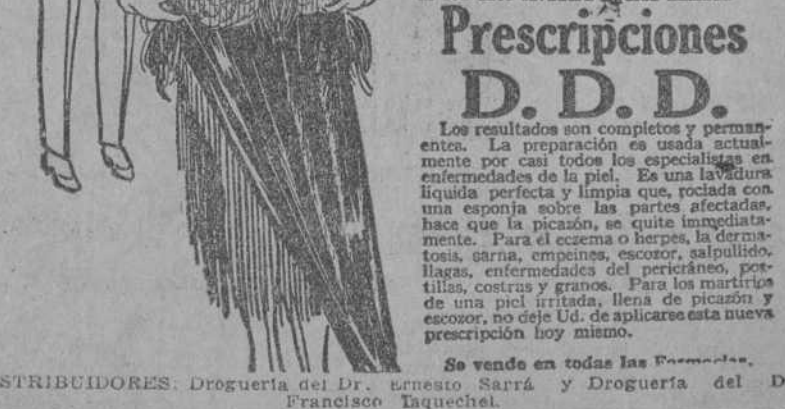 Prescripciones
D. D. D.
Los resultados son completos y perman-
entes. La preparación es usada actual-
mente por casi todos los especialistas en
enfermedades de la piel. Es una lavadura
liquida perfecta y limpia que, rociada con
una esponja sobre las partes afectadas,
hace que la picazón, se quite immediata-
mente. Para el eczema o herpes, la derma-
tosis, sarna, empeines, escozor, salpullido,
llagas, enfermedades del pericráneo, pos-
tillas, costras y granos. Para los martirios
de una piel irritada, llena de picazón y
escozor, no deje Ud. de aplicarse esta nueva
prescripción hoy mismo.
Se vende en todas las Farmacias.
STRIBUIDORES: Droguería del Dr. Ernesto Sarrá y Droguería del D
Francisco Taquechel.